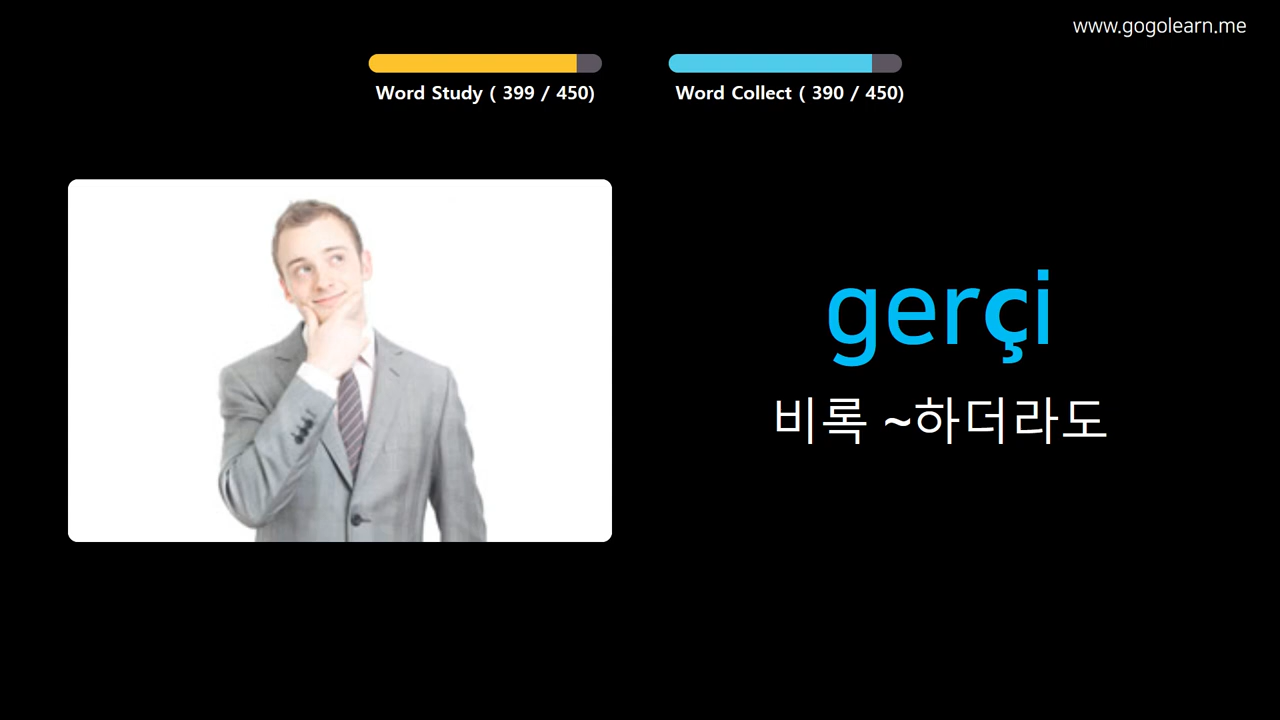 www.gogolearn.me
Word Study ( 399 / 450)
Word Collect ( 390 / 450)
gerçi
비록 ~하더라도